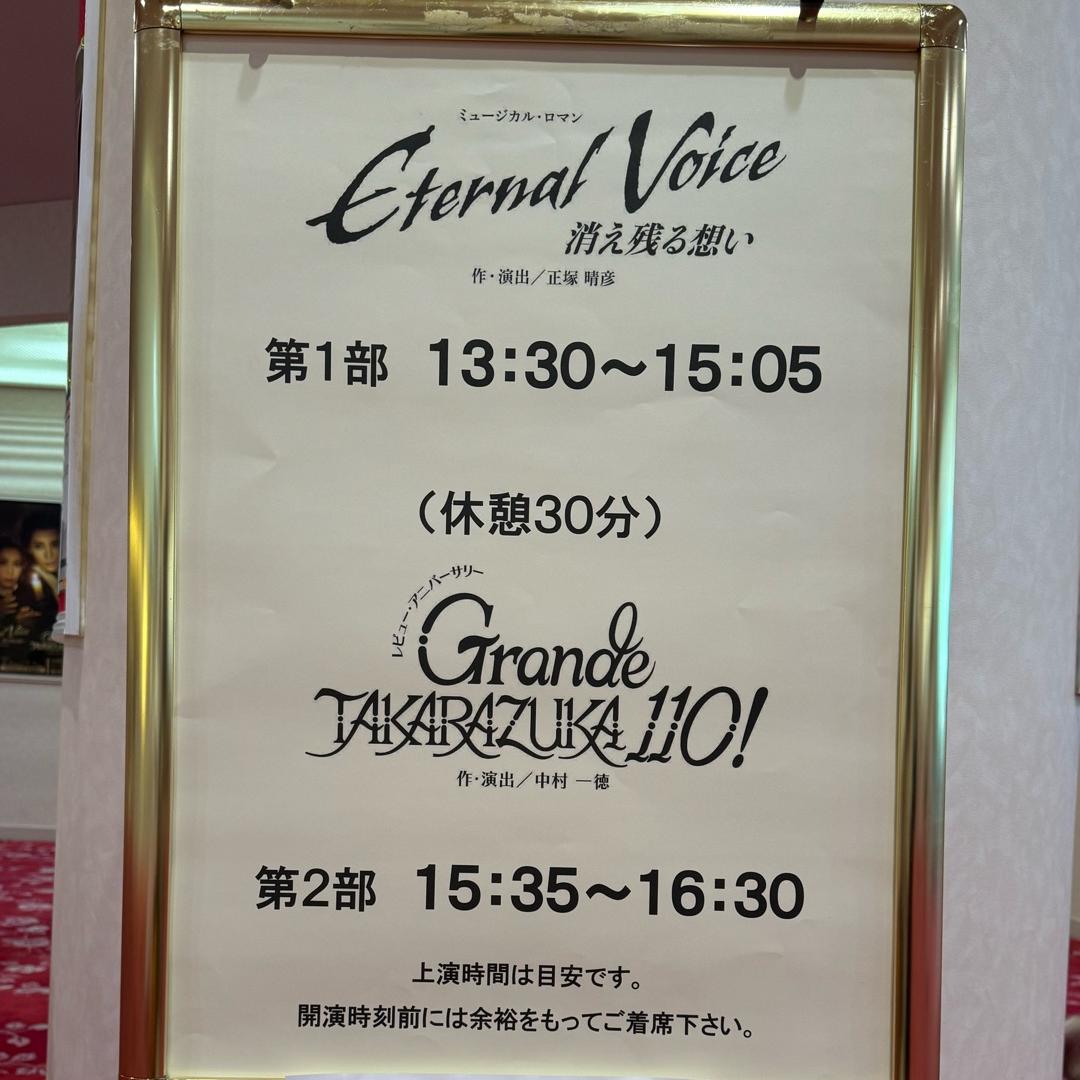 ミュージカル・ロマン
Eternal Voice
消え残る想い
作・演出／正塚 晴彦
第1部 13:30～15:05
（休憩30分）
レビュー・アニバーサリー
Grande
TAKARAZUKA 110!
作・演出／中村 一徳
第2部 15:35～16:30
上演時間は目安です。
開演時刻前には余裕をもってご着席下さい。